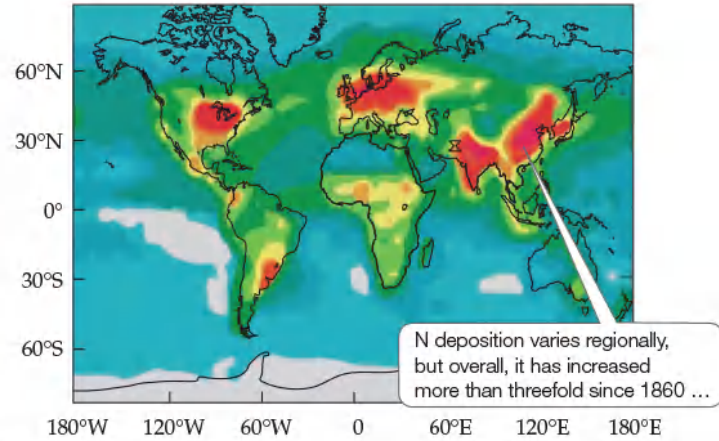 60°N
30°N
0°
30°S
60°S
N deposition varies regionally,
but overall, it has increased
more than threefold since 1860 ...
180°W 120°W 60°W 0 60°E 120°E 180°E